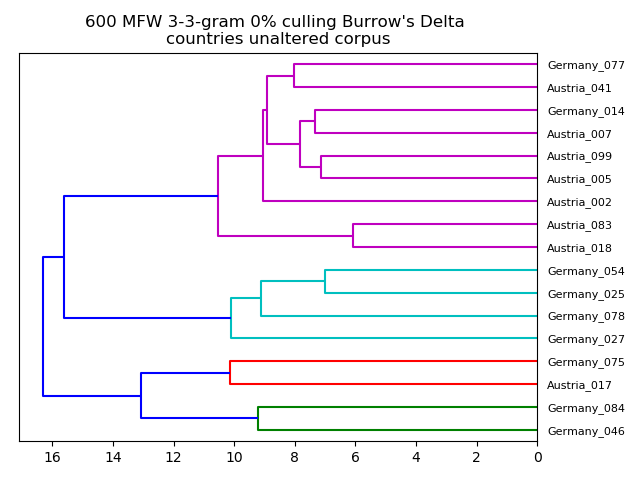 600 MFW 3-3-gram 0% culling Burrow's Delta
countries unaltered corpus
Germany_077
Austria_041
Germany_014
Austria_007
Austria_099
Austria_005
Austria_002
Austria_083
Austria_018
Germany_054
Germany_025
Germany_078
Germany_027
Germany_075
Austria_017
Germany_084
Germany_046
16 14 12 10 8 6 4 2 0